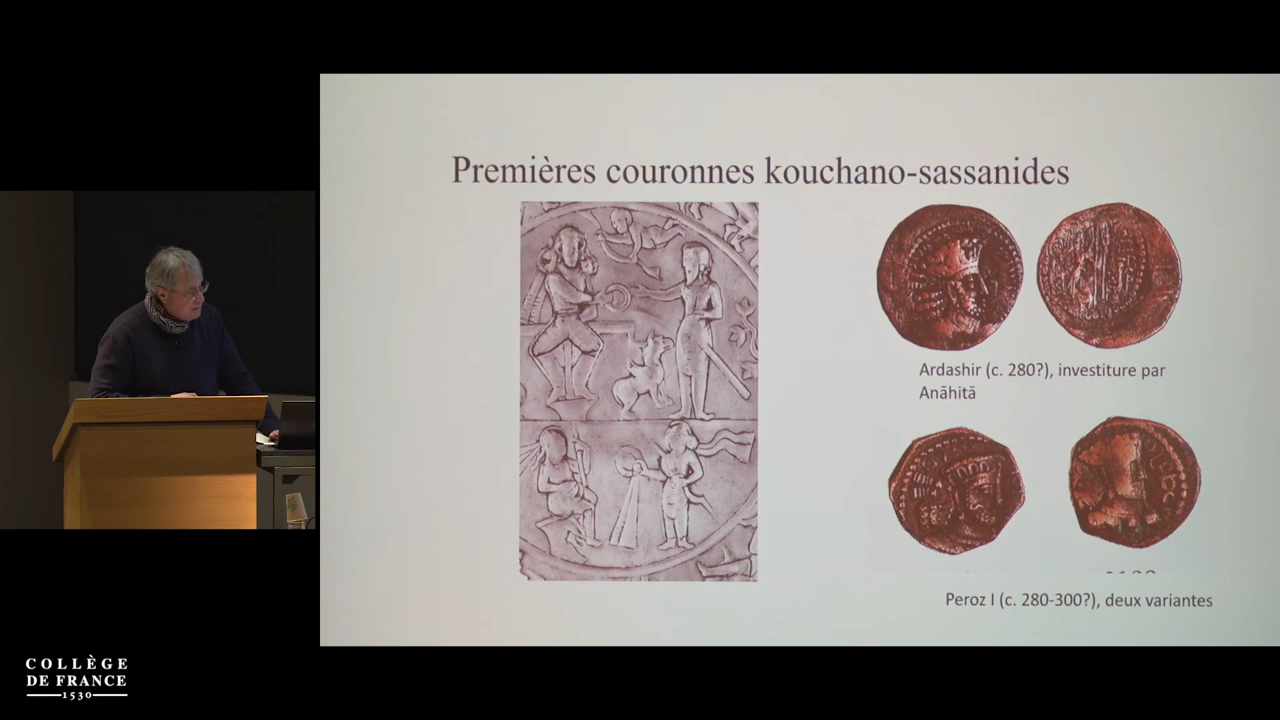 Premières couronnes kouchano-sassanides
Ardashir (c. 280?), investiture par
Anāhitā
Peroz I (c. 280-300?), deux variantes
COLLÈGE
DE FRANCE
1530